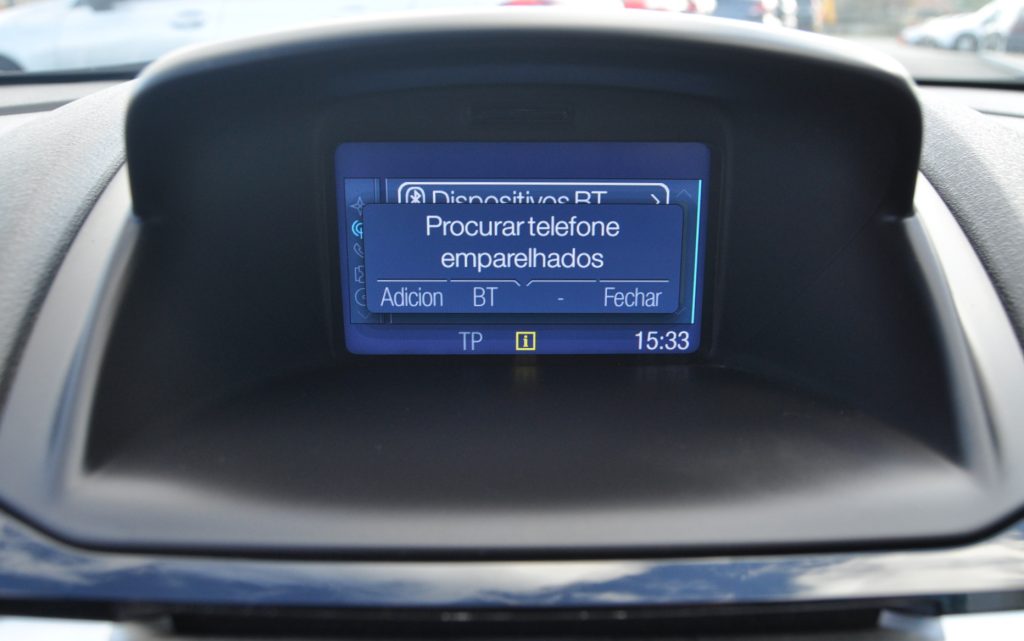 Dispositivos BT
Procurar telefone
emparelhados
Adicion BT - Fechar
TP i 15:33